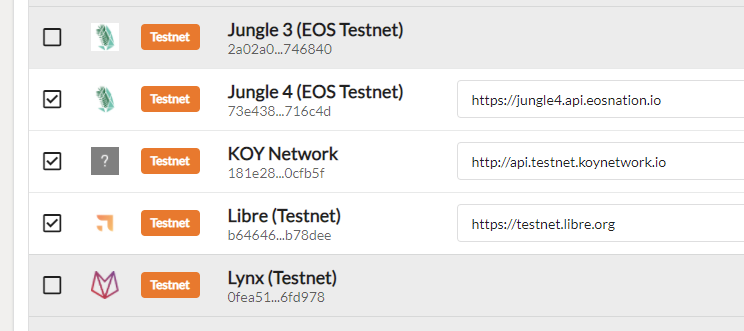 Testnet
Jungle 3 (EOS Testnet)
2a02a0...746840
Testnet
Jungle 4 (EOS Testnet)
73e438...716c4d
https://jungle4.api.eosnation.io
?
Testnet
KOY Network
181e28...0cfb5f
http://api.testnet.koynetwork.io
Testnet
Libre (Testnet)
b64646...b78dee
https://testnet.libre.org
Testnet
Lynx (Testnet)
0fea51...6fd978